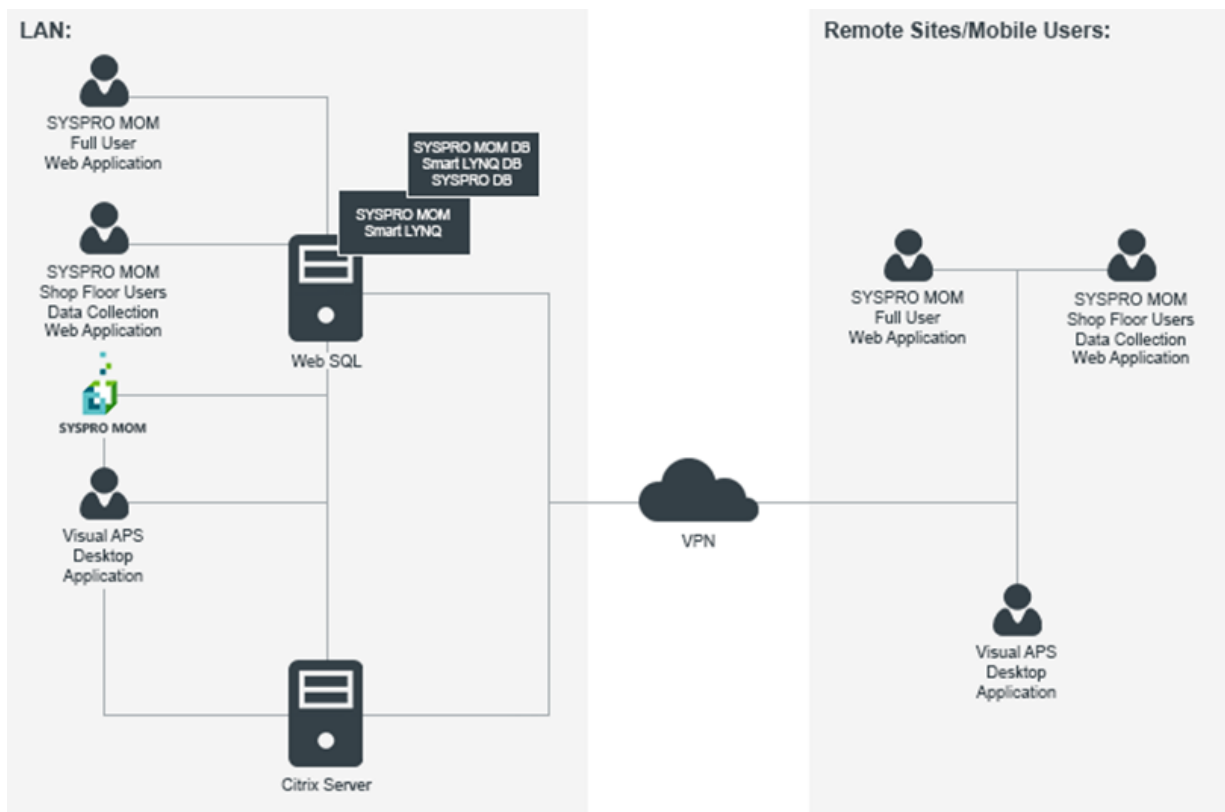 LAN:
SYSPRO MOM
Full User
Web Application
SYSPRO MOM DB
Smart LYNQ DB
SYSPRO DB
SYSPRO MOM
Smart LYNQ
SYSPRO MOM
Shop Floor Users
Data Collection
Web Application
Web SQL
SYSPRO MOM
Visual APS
Desktop
Application
Citrix Server
VPN
Remote Sites/Mobile Users:
SYSPRO MOM
Full User
Web Application
SYSPRO MOM
Shop Floor Users
Data Collection
Web Application
Visual APS
Desktop
Application